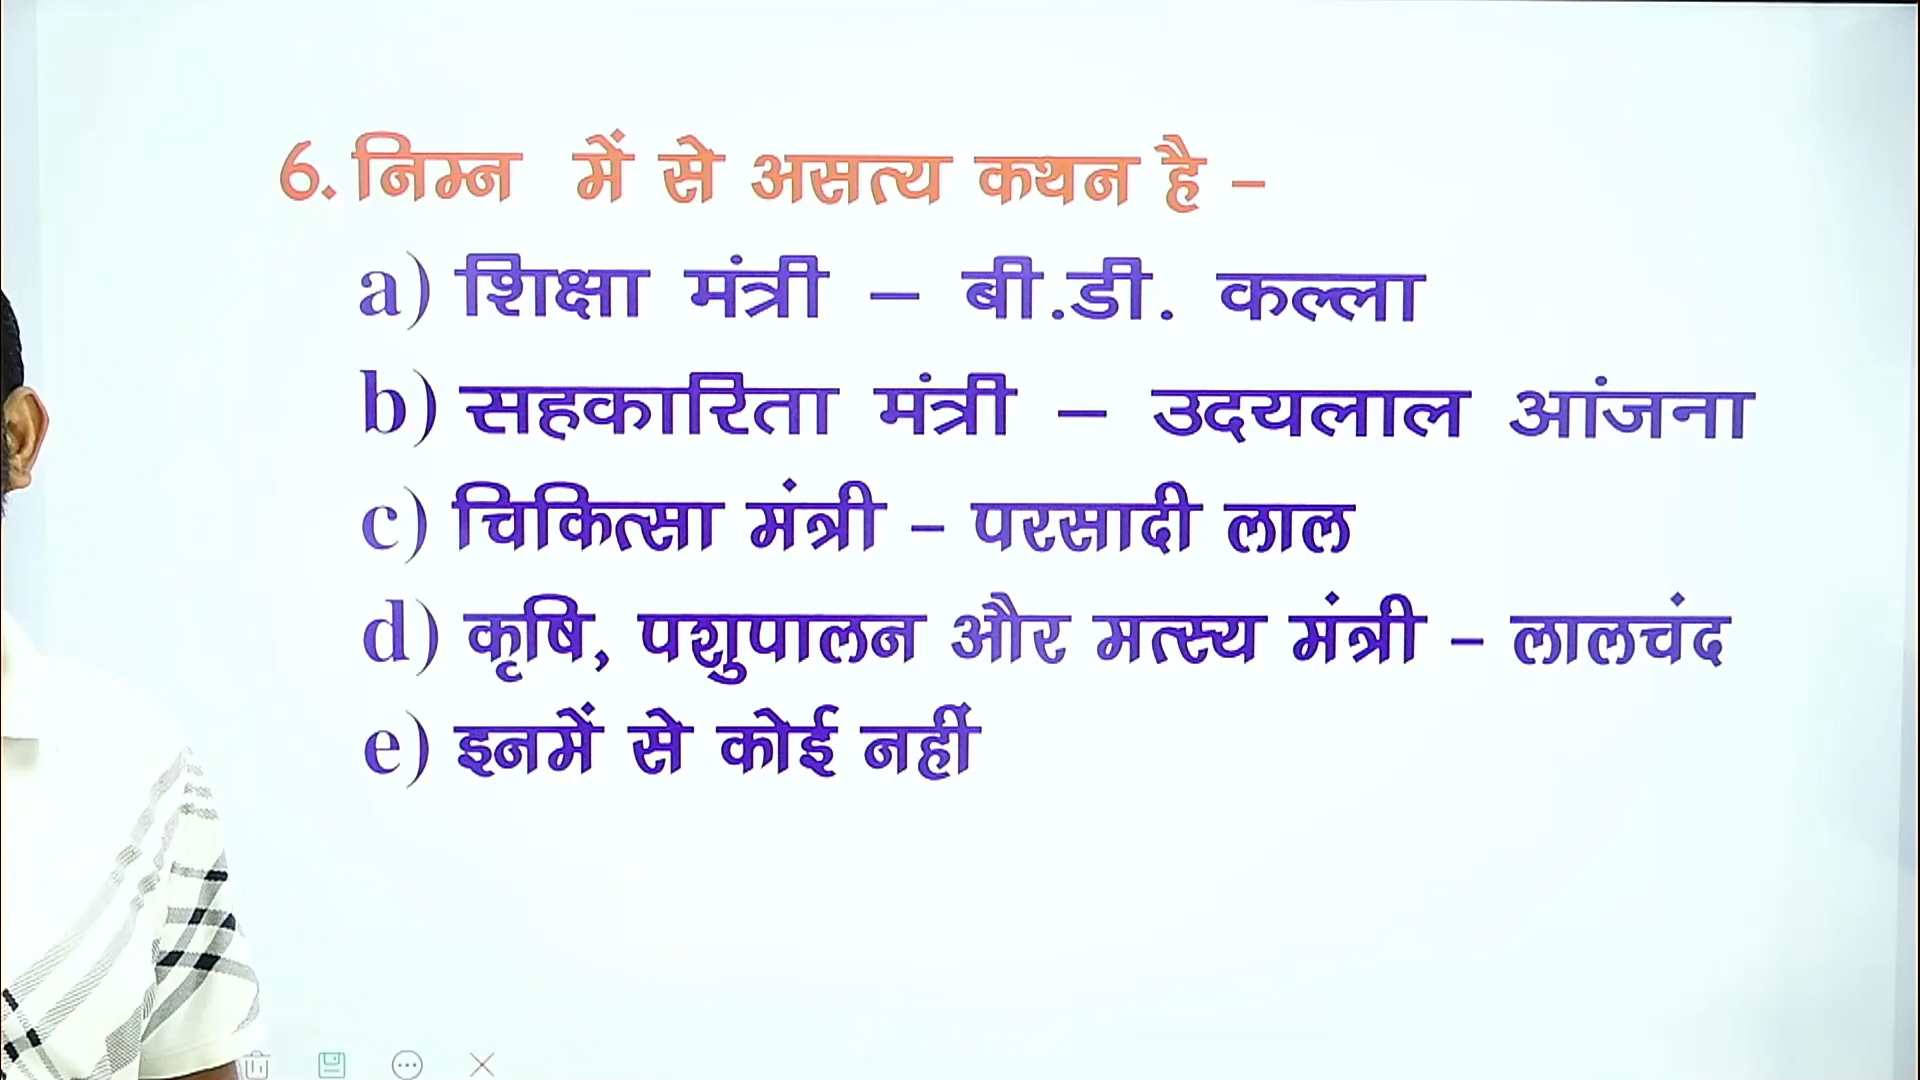 6. निम्न में से असत्य कथन है –
a) शिक्षा मंत्री – बी.डी. कल्ला
b) सहकारिता मंत्री – उदयलाल आंजना
c) चिकित्सा मंत्री – परसादी लाल
d) कृषि, पशुपालन और मत्स्य मंत्री – लालचंद
e) इनमें से कोई नहीं